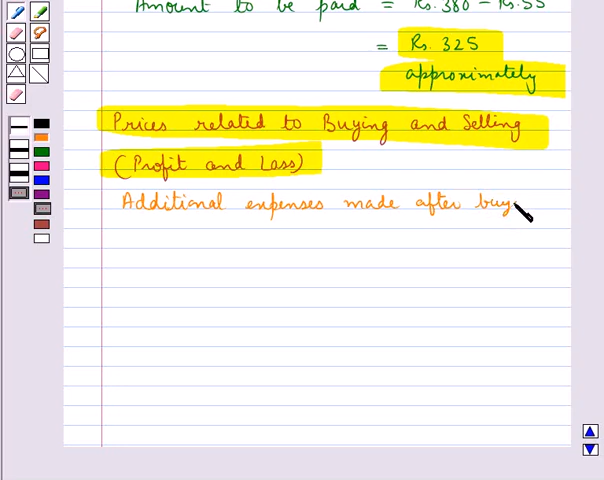 Amount to be paid = Rs. 380 - Rs. 55
= Rs. 325
approximately
Prices related to Buying and Selling
(Profit and Loss)
Additional expenses made after buy